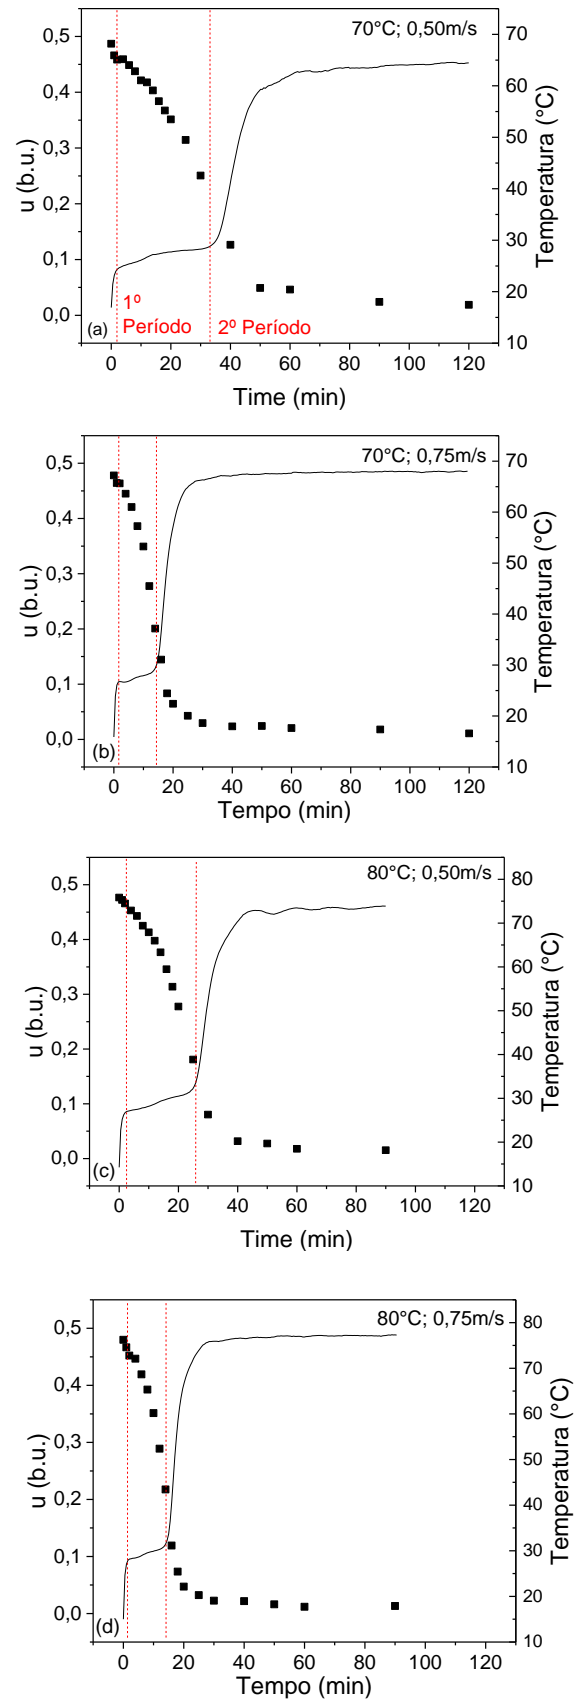 70°C; 0,50m/s
0,5
0,4
0,3
0,2
0,1
0,0
u (b.u.)
70
60
50
40
30
20
10
Temperatura (°C)
(a)
1º
Período
2º Período
0 20 40 60 80 100 120
Time (min)
70°C; 0,75m/s
0,5
0,4
0,3
0,2
0,1
0,0
u (b.u.)
70
60
50
40
30
20
10
Temperatura (°C)
(b)
0 20 40 60 80 100 120
Tempo (min)
80°C; 0,50m/s
0,5
0,4
0,3
0,2
0,1
0,0
u (b.u.)
80
70
60
50
40
30
20
10
Temperatura (°C)
(c)
0 20 40 60 80 100 120
Time (min)
80°C; 0,75m/s
0,5
0,4
0,3
0,2
0,1
0,0
u (b.u.)
80
70
60
50
40
30
20
10
Temperatura (°C)
(d)
0 20 40 60 80 100 120
Tempo (min)